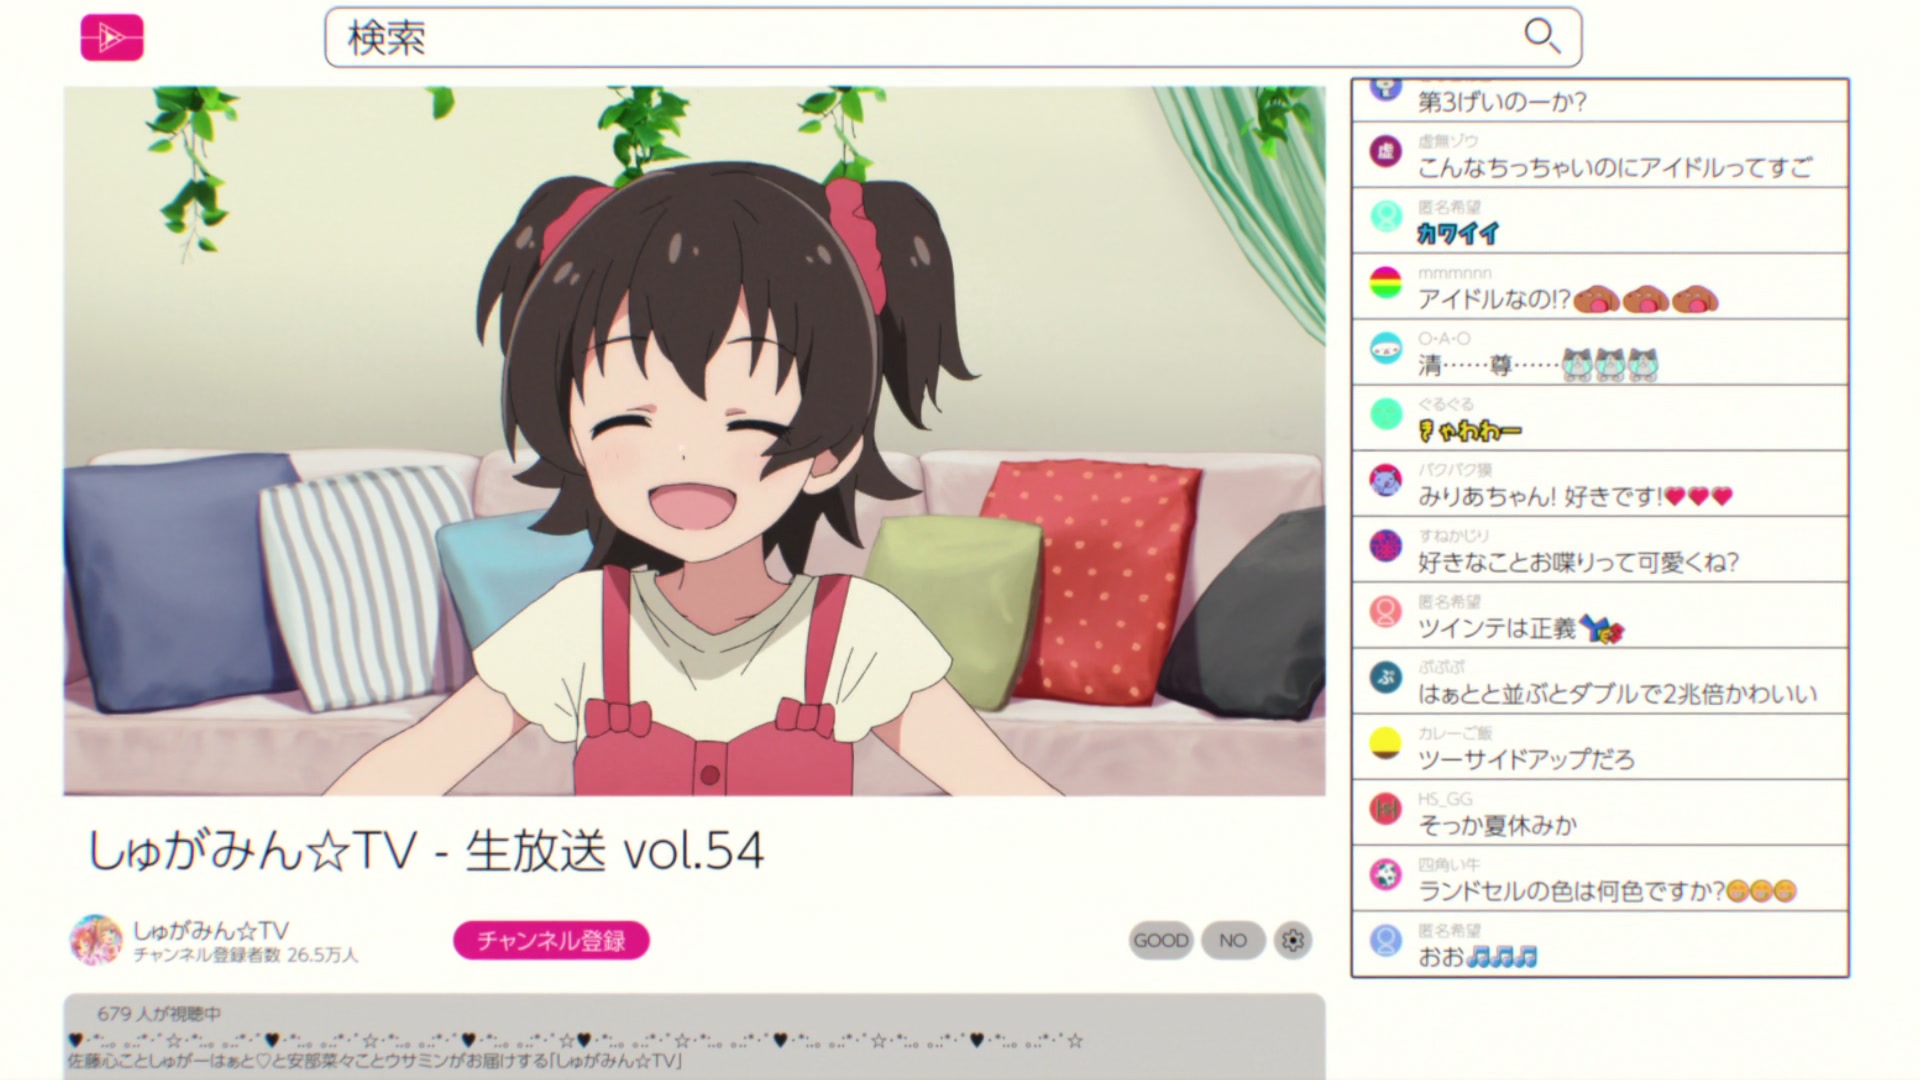 検索
しゅがみん☆TV - 生放送 vol.54
しゅがみん☆TV
チャンネル登録者数 26.5万人
チャンネル登録
GOOD
NO
679 人が視聴中
佐藤心ことしゅがーはぁと♡と安部菜々ことウサミンがお届けする「しゅがみん☆TV」
第3げいのーか?
虚
虚無ゾウ
こんなちっちゃいのにアイドルってすご
匿名希望
カワイイ
mmmnnn
アイドルなの!?
O・A・O
清……尊……
ぐるぐる
きゃわわー
パクパク獏
みりあちゃん! 好きです!♥♥♥
すねかじり
好きなことお喋りって可愛くね?
匿名希望
ツインテは正義
ぷ
ぷぷぷ
はぁとと並ぶとダブルで2兆倍かわいい
カレーご飯
ツーサイドアップだろ
HS_GG
そっか夏休みか
四角い牛
ランドセルの色は何色ですか?
匿名希望
おお